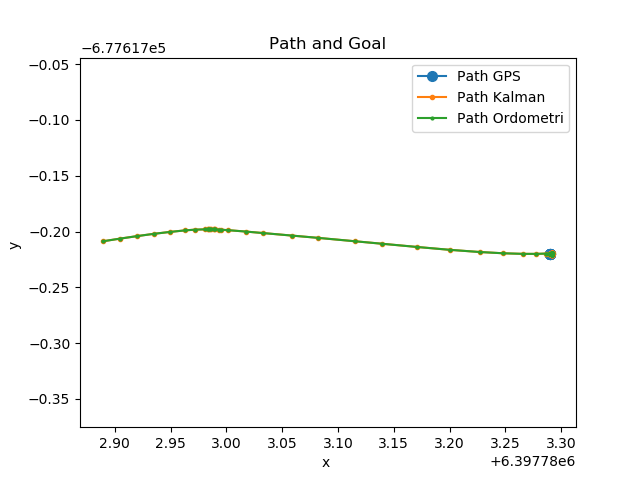 Path and Goal
−6.77617e5
Path GPS
Path Kalman
Path Ordometri
−0.05
−0.10
−0.15
−0.20
−0.25
−0.30
−0.35
y
2.90 2.95 3.00 3.05 3.10 3.15 3.20 3.25 3.30
x
+6.39778e6